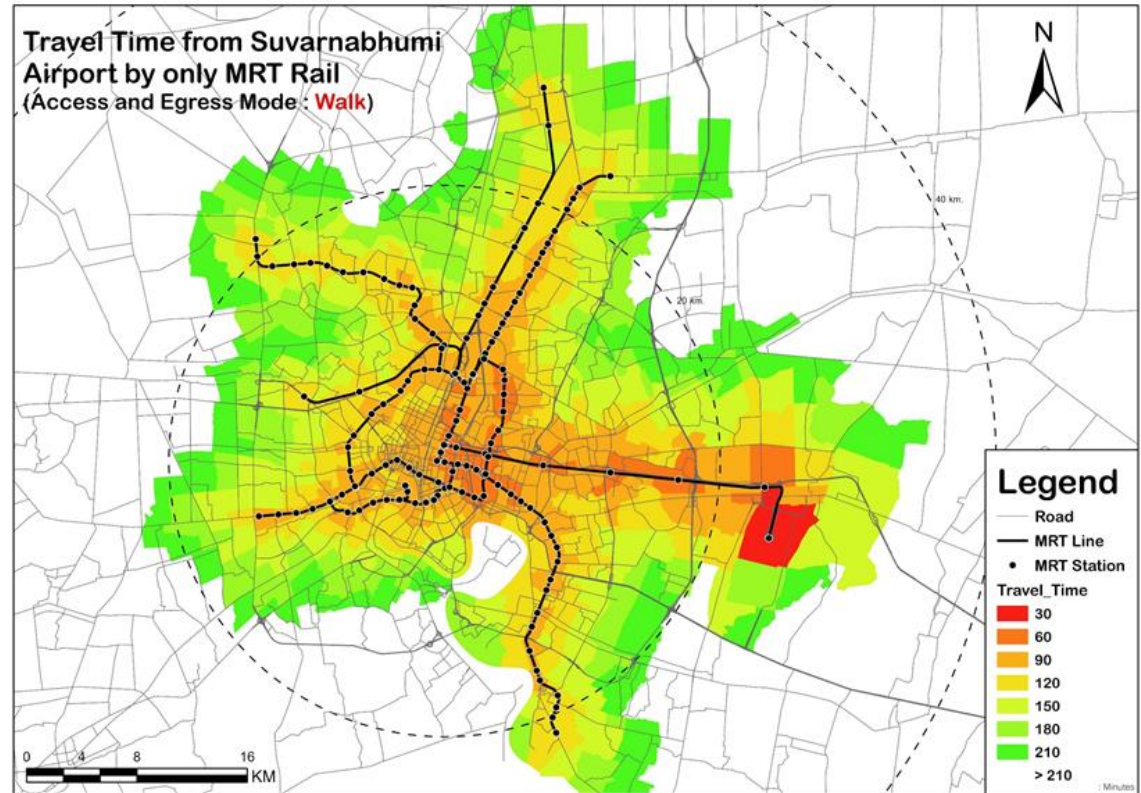 Travel Time from Suvarnabhumi
Airport by only MRT Rail
(Access and Egress Mode : Walk)
N
40 km.
20 km.
Legend
Road
MRT Line
MRT Station
Travel_Time
30
60
90
120
150
180
210
> 210
: Minutes
0 4 8 16
KM